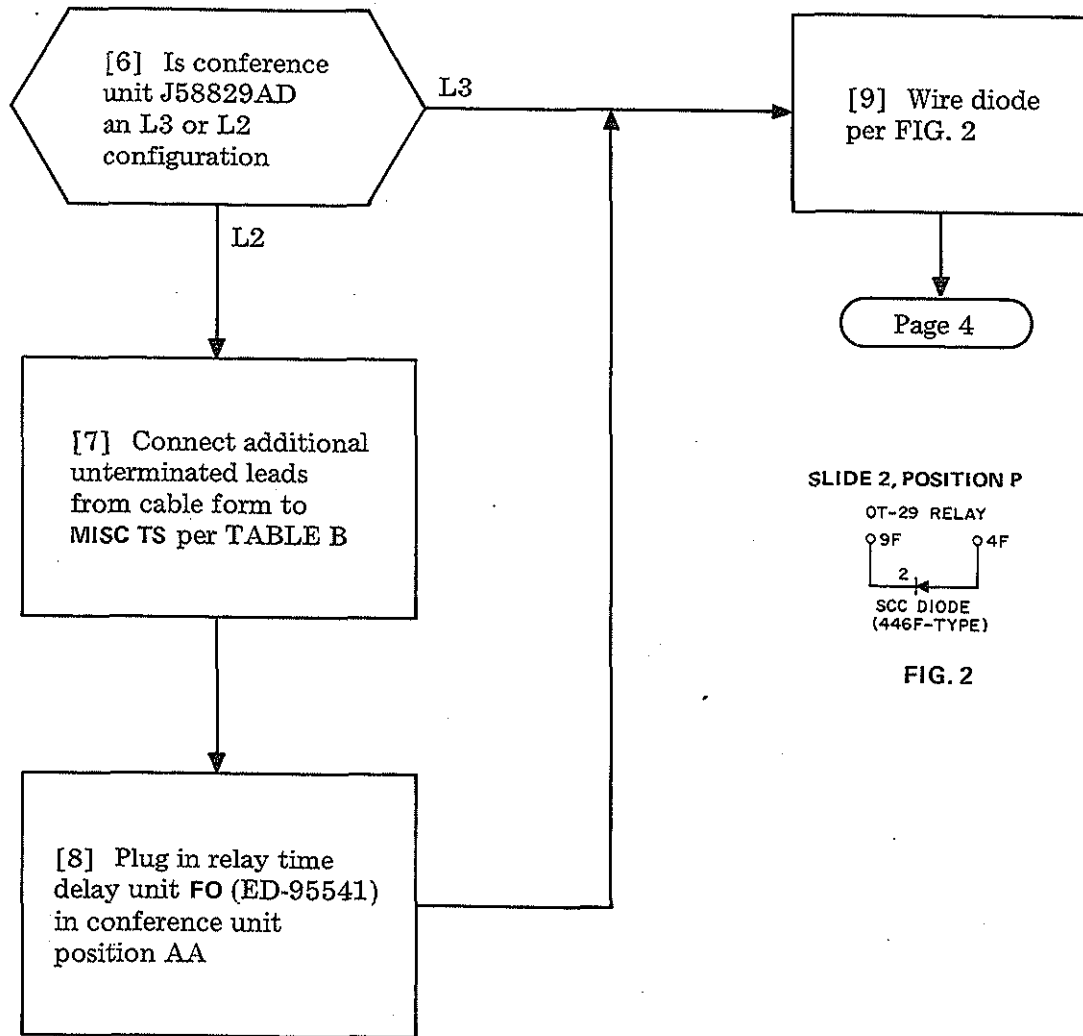 [6] Is conference
unit J58829AD
an L3 or L2
configuration
L3
L2
[9] Wire diode
per FIG. 2
Page 4
[7] Connect additional
unterminated leads
from cable form to
MISC TS per TABLE B
[8] Plug in relay time
delay unit FO (ED-95541)
in conference unit
position AA
SLIDE 2, POSITION P
OT-29 RELAY
9F 4F
2
SCC DIODE
(446F-TYPE)
FIG. 2